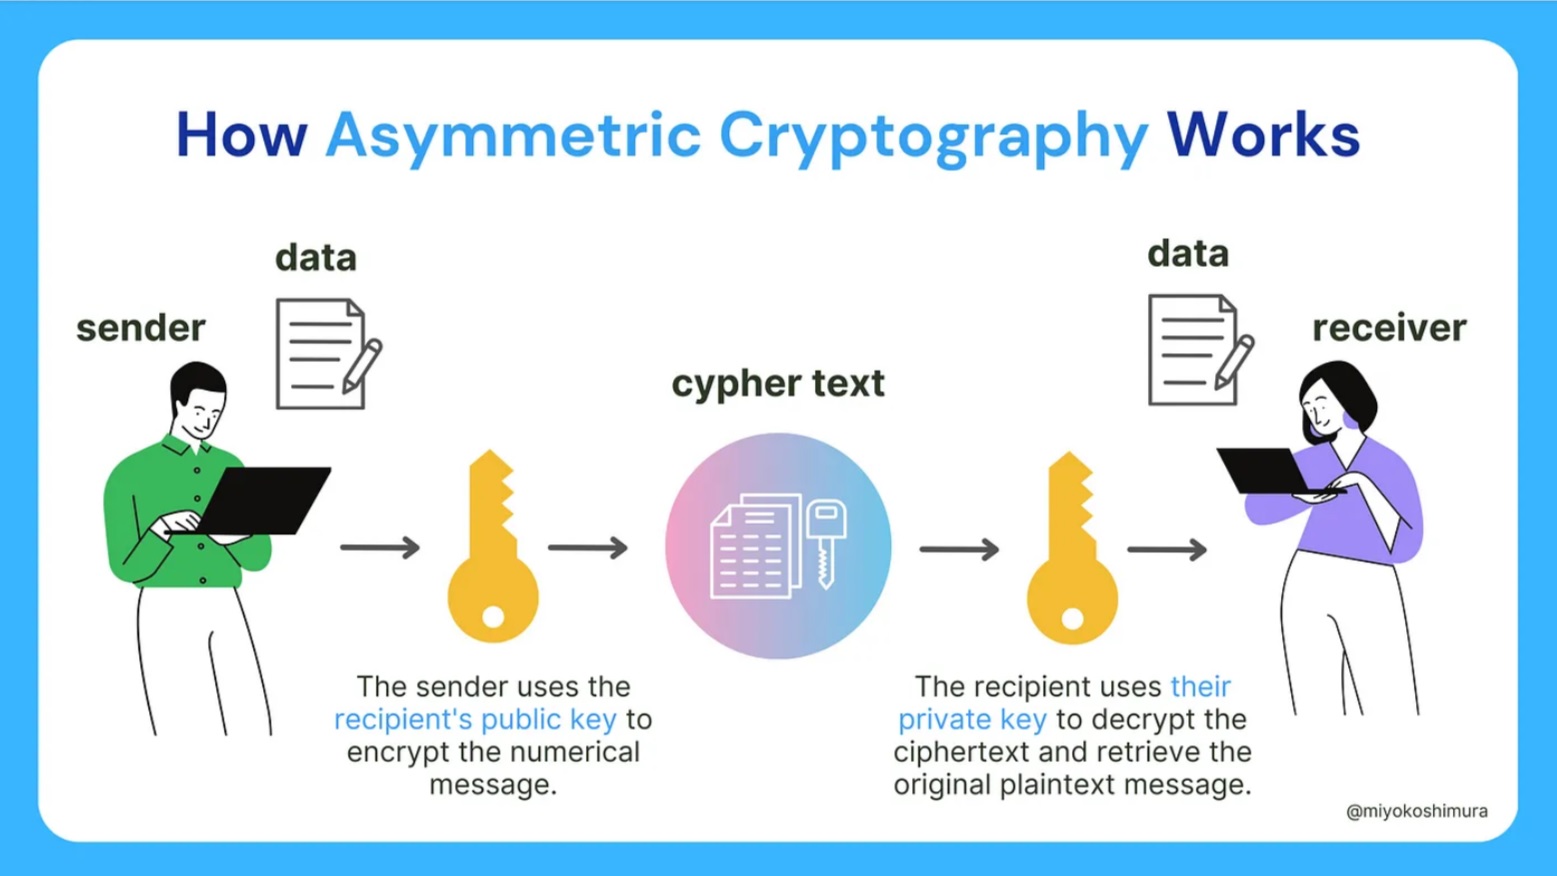 How Asymmetric Cryptography Works
data
sender
data
receiver
cypher text
The sender uses the
recipient's public key to
encrypt the numerical
message.
The recipient uses their
private key to decrypt the
ciphertext and retrieve the
original plaintext message.
@miyokoshimura